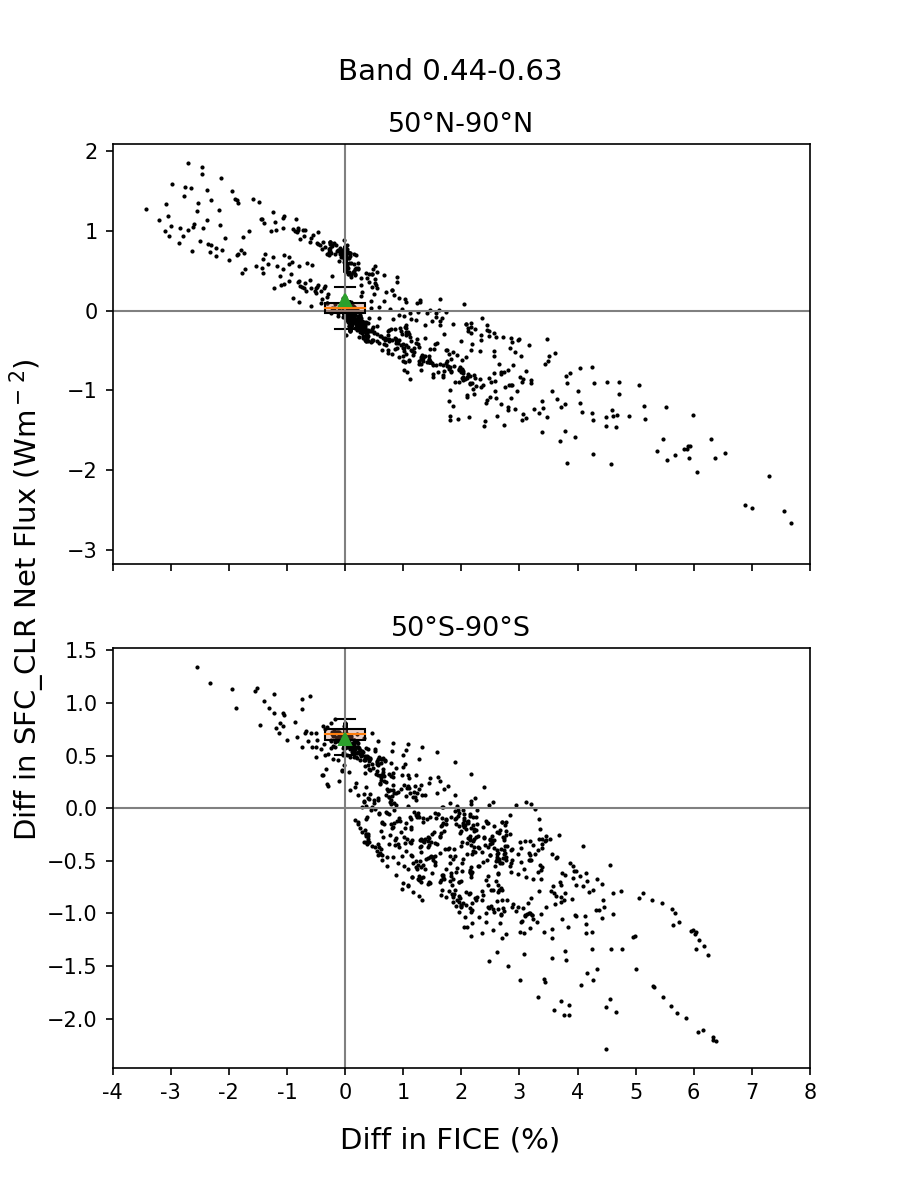 Band 0.44-0.63
50°N-90°N
2
1
0
−1
−2
−3
Diff in SFC_CLR Net Flux (Wm⁻²)
50°S-90°S
1.5
1.0
0.5
0.0
−0.5
−1.0
−1.5
−2.0
-4 -3 -2 -1 0 1 2 3 4 5 6 7 8
Diff in FICE (%)